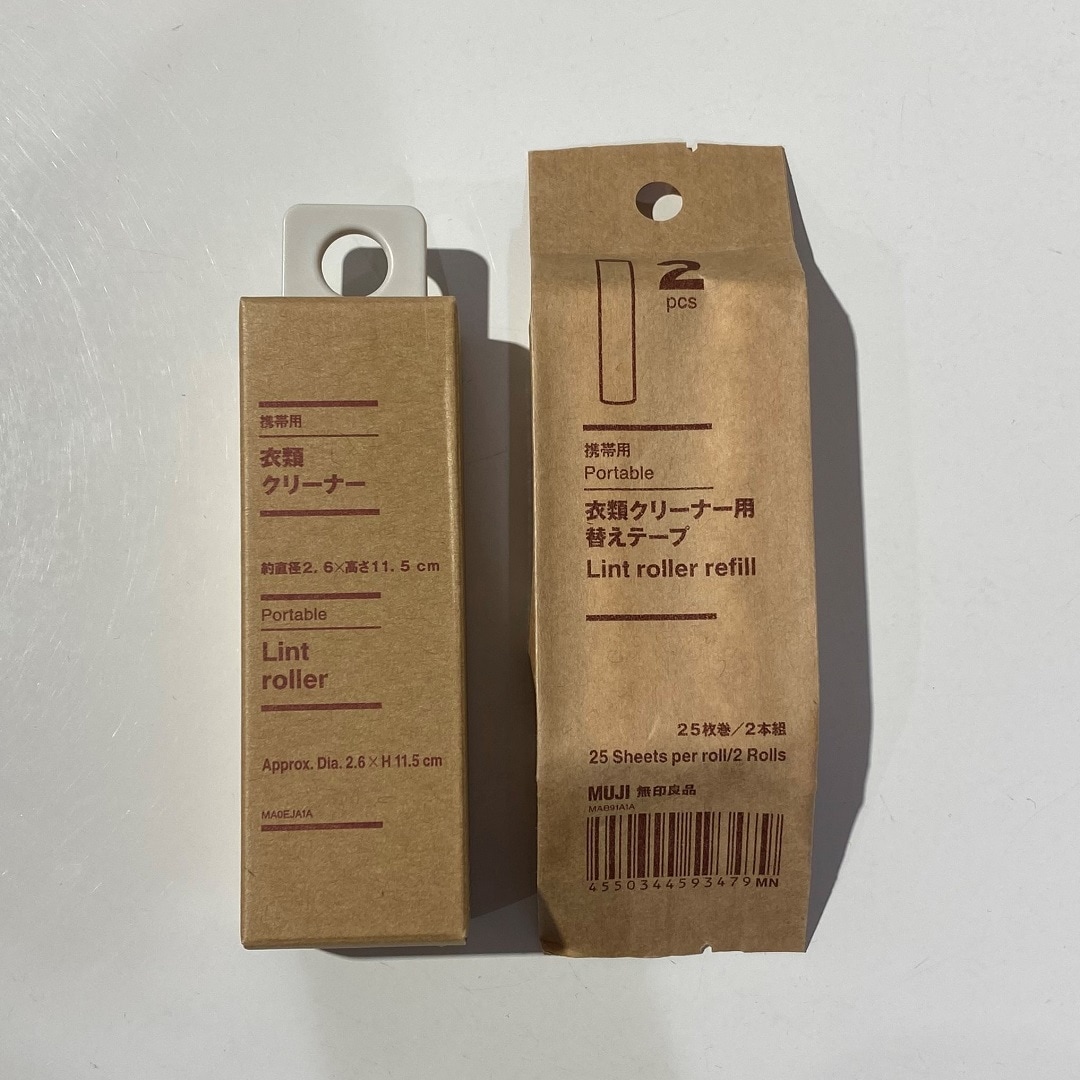 携帯用
衣類
クリーナー
約直径2.6×高さ11.5cm
Portable
Lint
roller
Approx. Dia. 2.6×H 11.5 cm
MA0EJA1A
2
pcs
携帯用
Portable
衣類クリーナー用
替えテープ
Lint roller refill
25枚巻／2本組
25 Sheets per roll/2 Rolls
MUJI 無印良品
MAB91A1A
4550344593479 MN